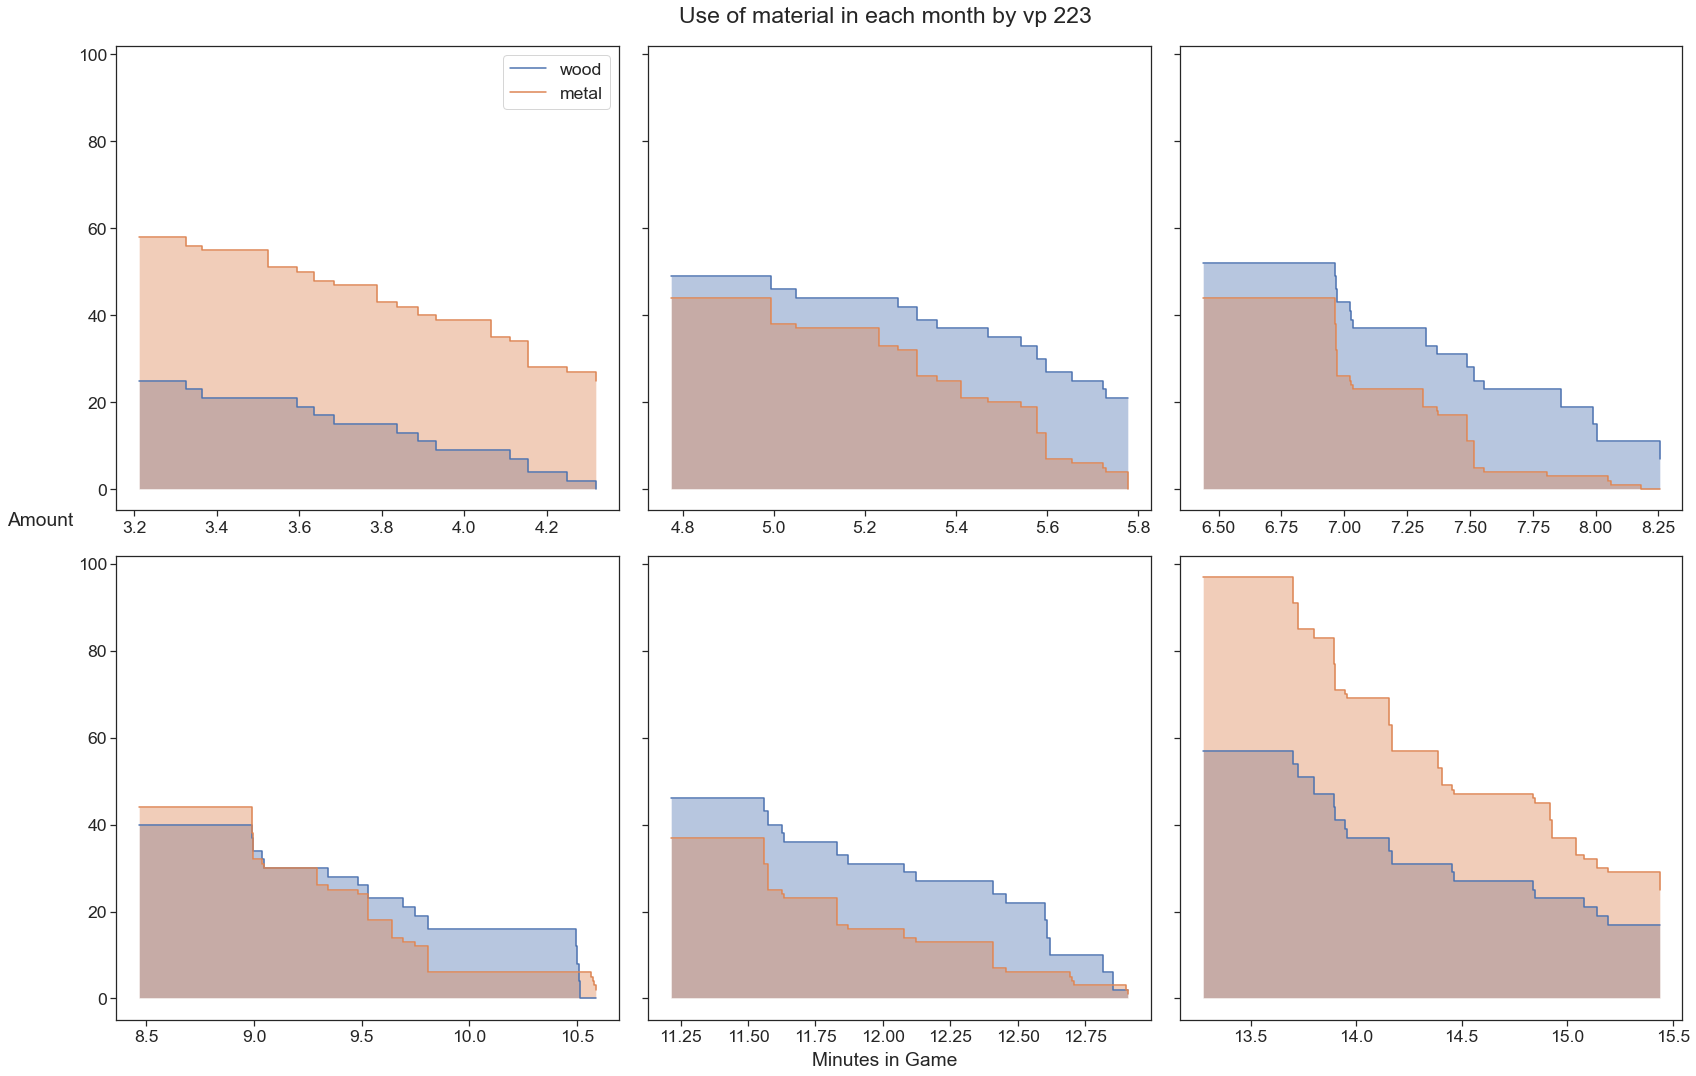 Use of material in each month by vp 223
100
80
60
40
20
0
wood
metal
3.2 3.4 3.6 3.8 4.0 4.2
4.8 5.0 5.2 5.4 5.6 5.8
6.50 6.75 7.00 7.25 7.50 7.75 8.00 8.25
Amount
100
80
60
40
20
0
8.5 9.0 9.5 10.0 10.5
11.25 11.50 11.75 12.00 12.25 12.50 12.75
13.5 14.0 14.5 15.0 15.5
Minutes in Game